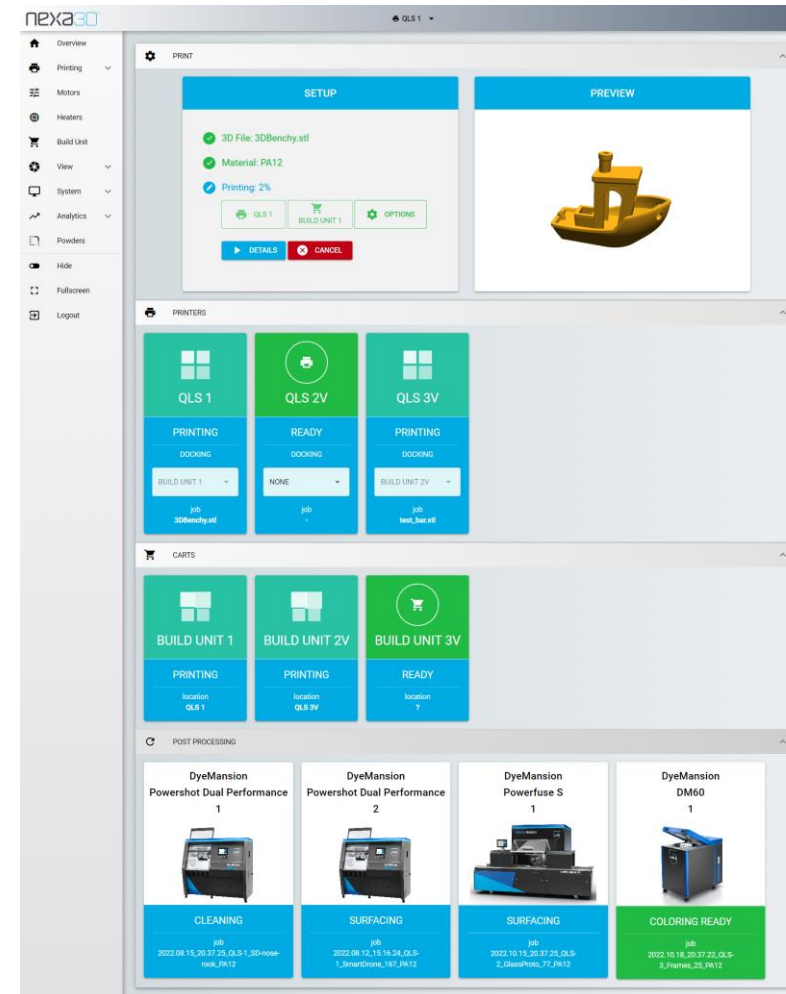 nexa3D
QLS 1
Overview
Printing
Motors
Heaters
Build Unit
View
System
Analytics
Powders
Hide
Fullscreen
Logout
PRINT
SETUP
3D File: 3DBenchy.stl
Material: PA12
Printing: 2%
QLS 1
BUILD UNIT 1
OPTIONS
DETAILS
CANCEL
PREVIEW
PRINTERS
QLS 1
PRINTING
DOCKING
BUILD UNIT 1
job
3DBenchy.stl
QLS 2V
READY
DOCKING
NONE
job
-
QLS 3V
PRINTING
DOCKING
BUILD UNIT 2V
job
test_bar.stl
CARTS
BUILD UNIT 1
PRINTING
location
QLS 1
BUILD UNIT 2V
PRINTING
location
QLS 3V
BUILD UNIT 3V
READY
location
?
POST PROCESSING
DyeMansion
Powershot Dual Performance
1
CLEANING
job
2022.08.15_20.37.25_QLS-1_SD-nose-
rook_PA12
DyeMansion
Powershot Dual Performance
2
SURFACING
job
2022.08.12_15.16.24_QLS-
1_SmartDrone_167_PA12
DyeMansion
Powerfuse S
1
SURFACING
job
2022.10.15_20.37.25_QLS-
2_GlassProto_77_PA12
DyeMansion
DM60
1
COLORING READY
job
2022.10.18_20.37.22_QLS-
3_Frames_25_PA12